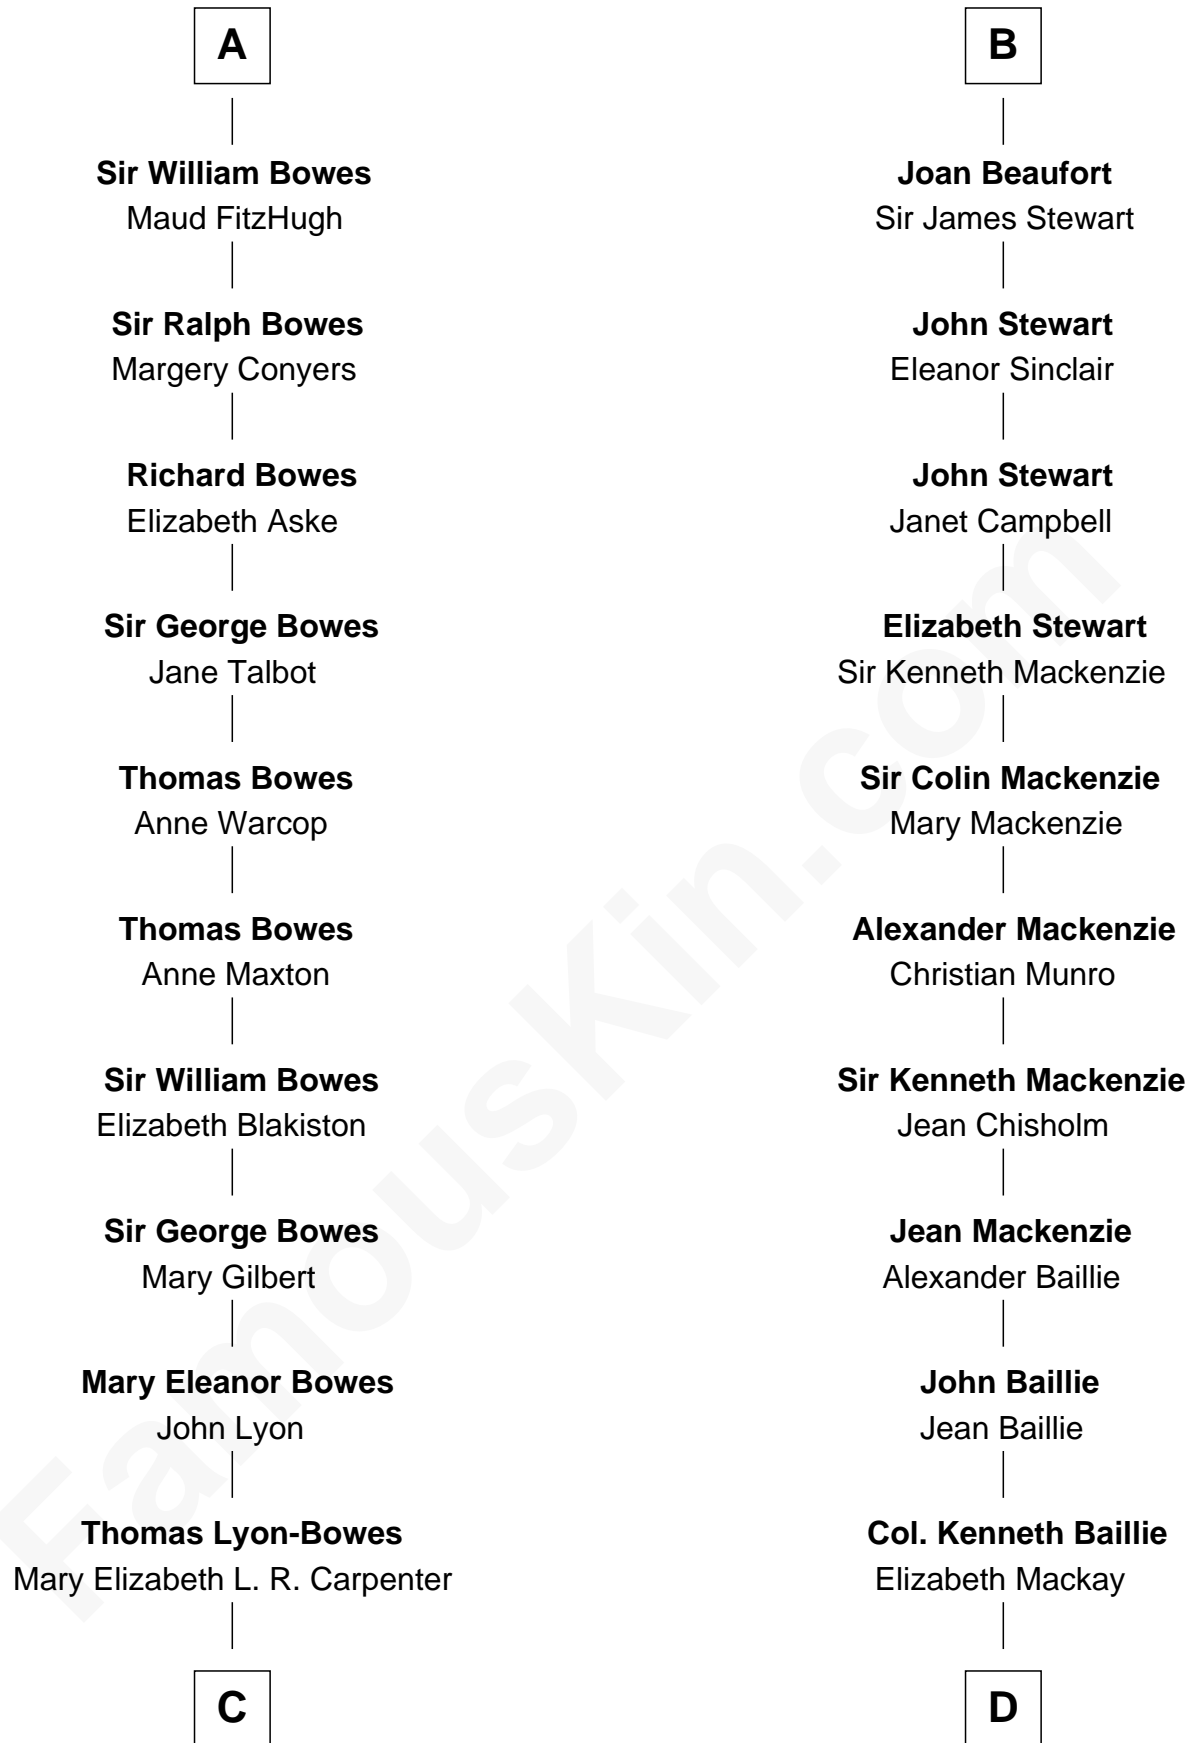 A
Sir William Bowes
Maud FitzHugh
Sir Ralph Bowes
Margery Conyers
Richard Bowes
Elizabeth Aske
Sir George Bowes
Jane Talbot
Thomas Bowes
Anne Warcop
Thomas Bowes
Anne Maxton
Sir William Bowes
Elizabeth Blakiston
Sir George Bowes
Mary Gilbert
Mary Eleanor Bowes
John Lyon
Thomas Lyon-Bowes
Mary Elizabeth L. R. Carpenter
C
B
Joan Beaufort
Sir James Stewart
John Stewart
Eleanor Sinclair
John Stewart
Janet Campbell
Elizabeth Stewart
Sir Kenneth Mackenzie
Sir Colin Mackenzie
Mary Mackenzie
Alexander Mackenzie
Christian Munro
Sir Kenneth Mackenzie
Jean Chisholm
Jean Mackenzie
Alexander Baillie
John Baillie
Jean Baillie
Col. Kenneth Baillie
Elizabeth Mackay
D
FamousKin.com